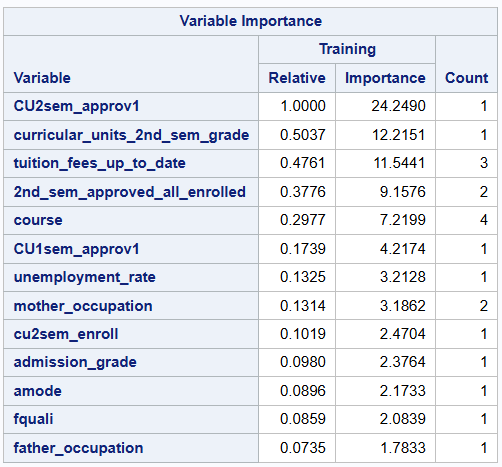 Variable Importance
Training
Variable Relative Importance Count
CU2sem_approv1 1.0000 24.2490 1
curricular_units_2nd_sem_grade 0.5037 12.2151 1
tuition_fees_up_to_date 0.4761 11.5441 3
2nd_sem_approved_all_enrolled 0.3776 9.1576 2
course 0.2977 7.2199 4
CU1sem_approv1 0.1739 4.2174 1
unemployment_rate 0.1325 3.2128 1
mother_occupation 0.1314 3.1862 2
cu2sem_enroll 0.1019 2.4704 1
admission_grade 0.0980 2.3764 1
amode 0.0896 2.1733 1
fquali 0.0859 2.0839 1
father_occupation 0.0735 1.7833 1